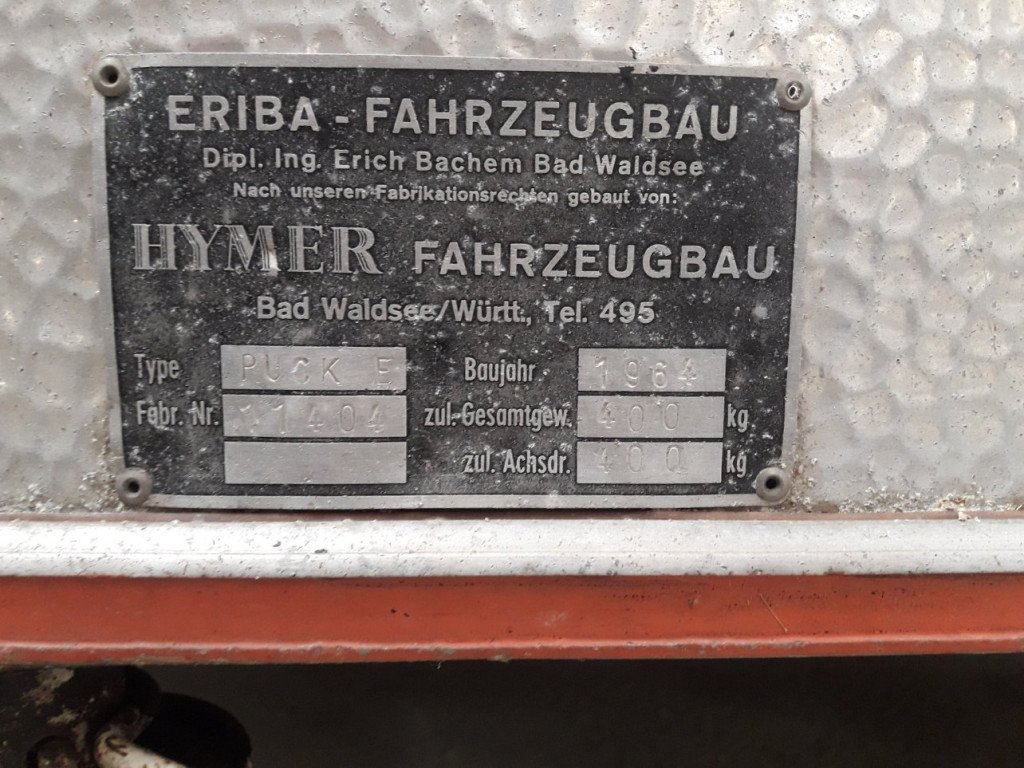 ERIBA - FAHRZEUGBAU
Dipl. Ing. Erich Bachem Bad Waldsee
Nach unseren Fabrikationsrechten gebaut von:
HYMER FAHRZEUGBAU
Bad Waldsee/Württ., Tel. 495
Type PUCK E Baujahr 1964
Fabr. Nr. 11404 zul. Gesamtgew. 400 kg
zul. Achsdr. 400 kg